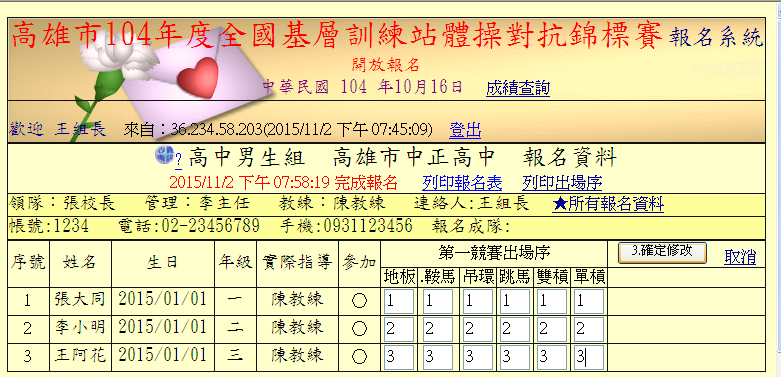 高雄市104年度全國基層訓練站體操對抗錦標賽 報名系統
開放報名
中華民國 104 年10月16日 成績查詢
歡迎 王組長 來自：36.234.58.203(2015/11/2 下午 07:45:09) 登出
? 高中男生組 高雄市中正高中 報名資料
2015/11/2 下午 07:58:19 完成報名 列印報名表 列印出場序
領隊：張校長 管理：李主任 教練：陳教練 連絡人:王組長 ★所有報名資料
帳號:1234 電話:02-23456789 手機:0931123456 報名成隊:
序號 姓名 生日 年級 實際指導 參加 第一競賽出場序 3.確定修改 取消
地板 .鞍馬 吊環 跳馬 雙槓 單槓
1 張大同 2015/01/01 一 陳教練 ○ 1 1 1 1 1 1
2 李小明 2015/01/01 二 陳教練 ○ 2 2 2 2 2 2
3 王阿花 2015/01/01 三 陳教練 ○ 3 3 3 3 3 3